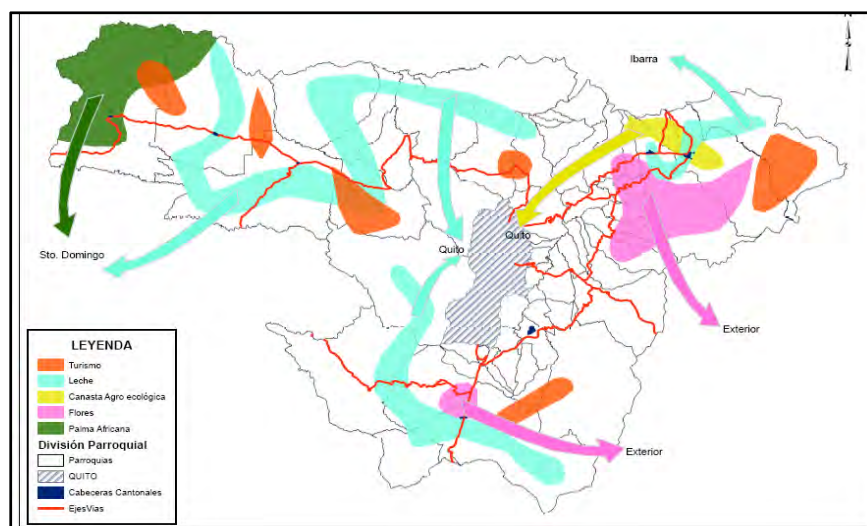 N
Ibarra
Sto. Domingo
Quito
Quito
Exterior
Exterior
LEYENDA
Turismo
Leche
Canasta Agro ecológica
Flores
Palma Africana
División Parroquial
Parroquias
QUITO
Cabeceras Cantonales
EjesVias